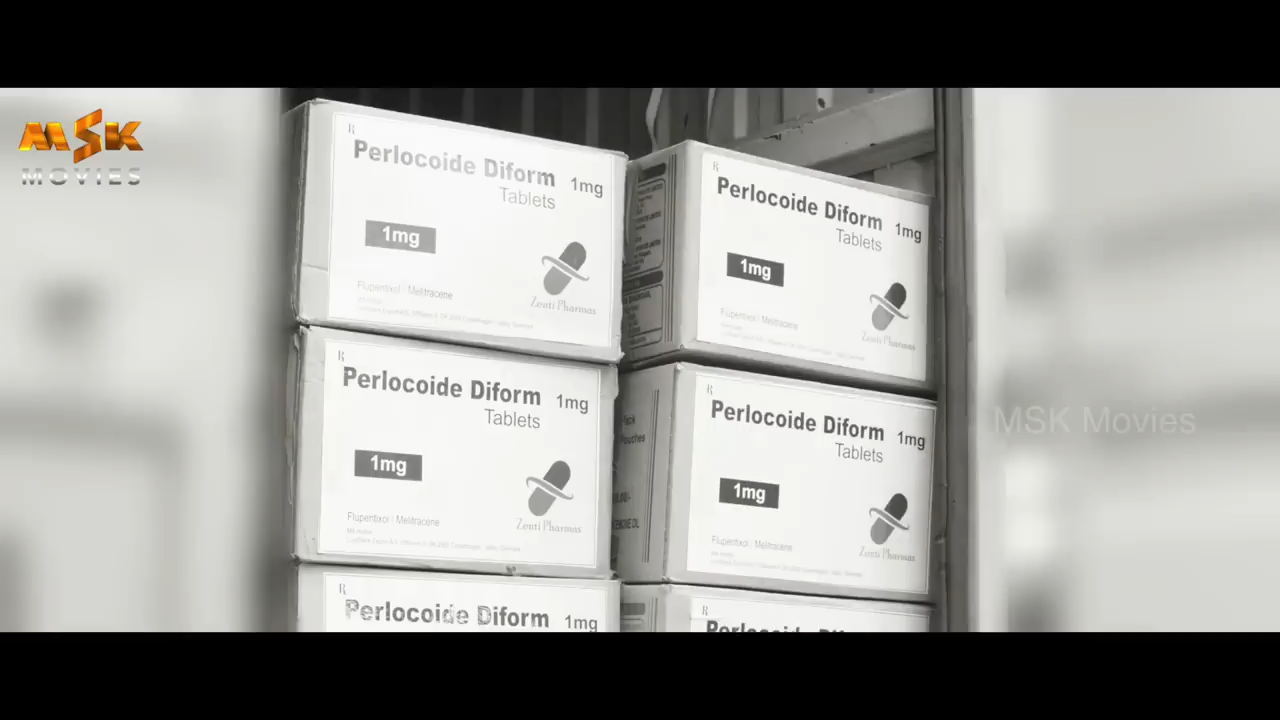 MSK
MOVIES
MSK Movies
Perlocoide Diform 1mg
Tablets
1mg
Flupentixol / Melitracene
Zenti Pharmas
Perlocoide Diform 1mg
Tablets
1mg
Flupentixol / Melitracene
Zenti Pharmas
Perlocoide Diform 1mg
Tablets
1mg
Flupentixol / Melitracene
Zenti Pharmas
Perlocoide Diform 1mg
Tablets
1mg
Flupentixol / Melitracene
Zenti Pharmas
Perlocoide Diform 1mg